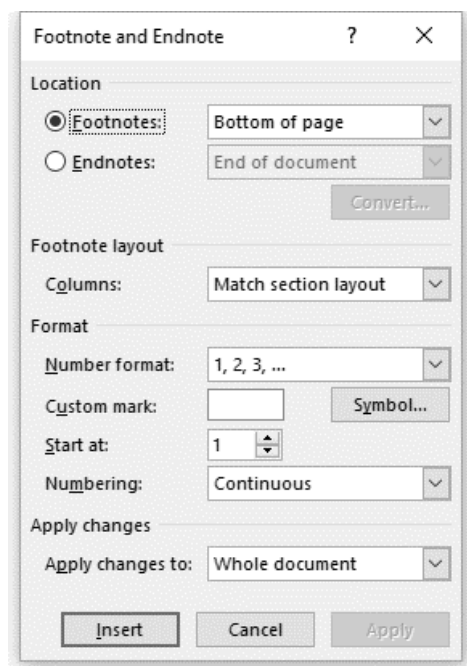 Footnote and Endnote ? ×
Location
Footnotes: Bottom of page
Endnotes: End of document
Convert...
Footnote layout
Columns: Match section layout
Format
Number format: 1, 2, 3, ...
Custom mark: Symbol...
Start at: 1
Numbering: Continuous
Apply changes
Apply changes to: Whole document
Insert Cancel Apply